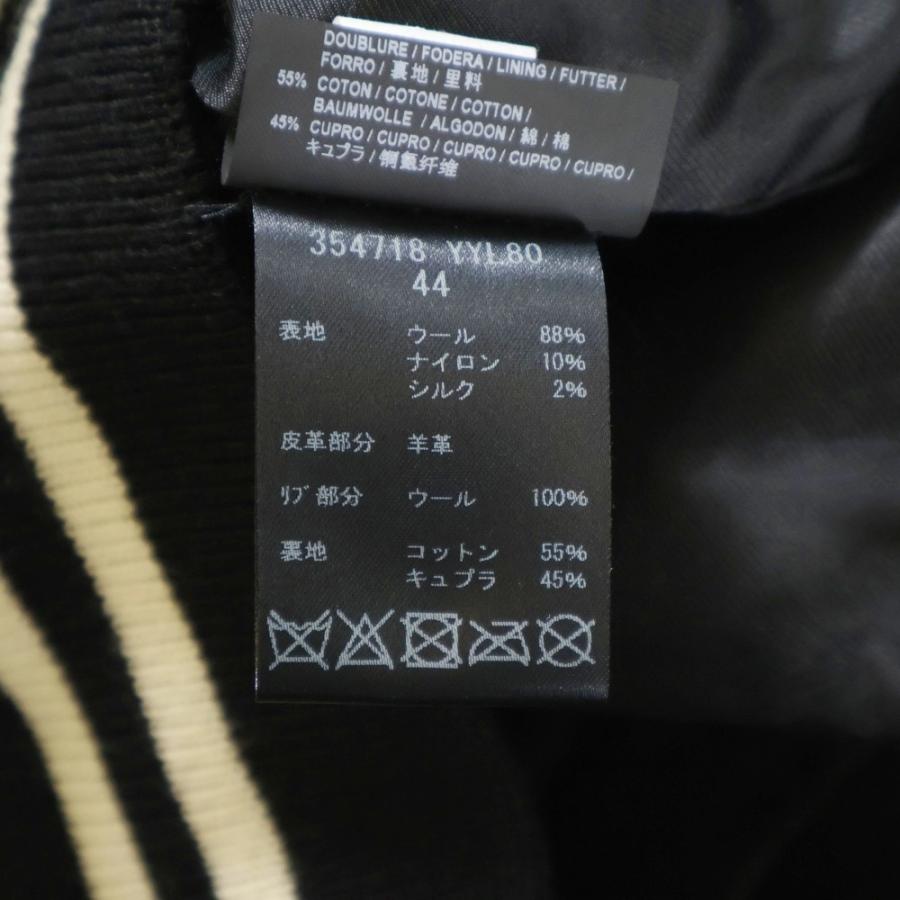 DOUBLURE / FODERA / LINING / FUTTER /
FORRO / 裏地 / 里料
55% COTON / COTONE / COTTON /
BAUMWOLLE / ALGODON / 綿 / 棉
45% CUPRO / CUPRO / CUPRO / CUPRO / CUPRO /
キュプラ / 铜氨纤维
354718 YYL80
44
表地 ウール 88%
ナイロン 10%
シルク 2%
皮革部分 羊革
ﾘﾌﾞ部分 ウール 100%
裏地 コットン 55%
キュプラ 45%